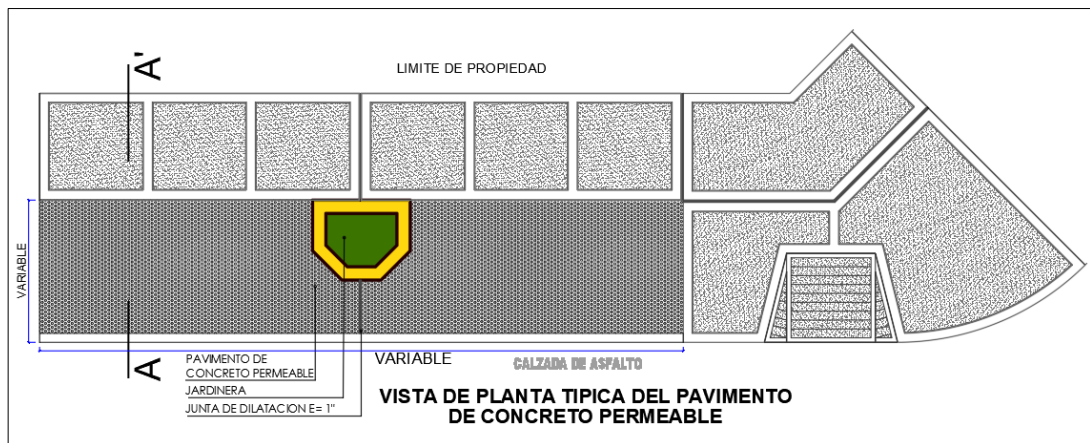 A'
LIMITE DE PROPIEDAD
VARIABLE
A
PAVIMENTO DE
CONCRETO PERMEABLE
JARDINERA
JUNTA DE DILATACION E= 1"
VARIABLE
CALZADA DE ASFALTO
VISTA DE PLANTA TIPICA DEL PAVIMENTO
DE CONCRETO PERMEABLE